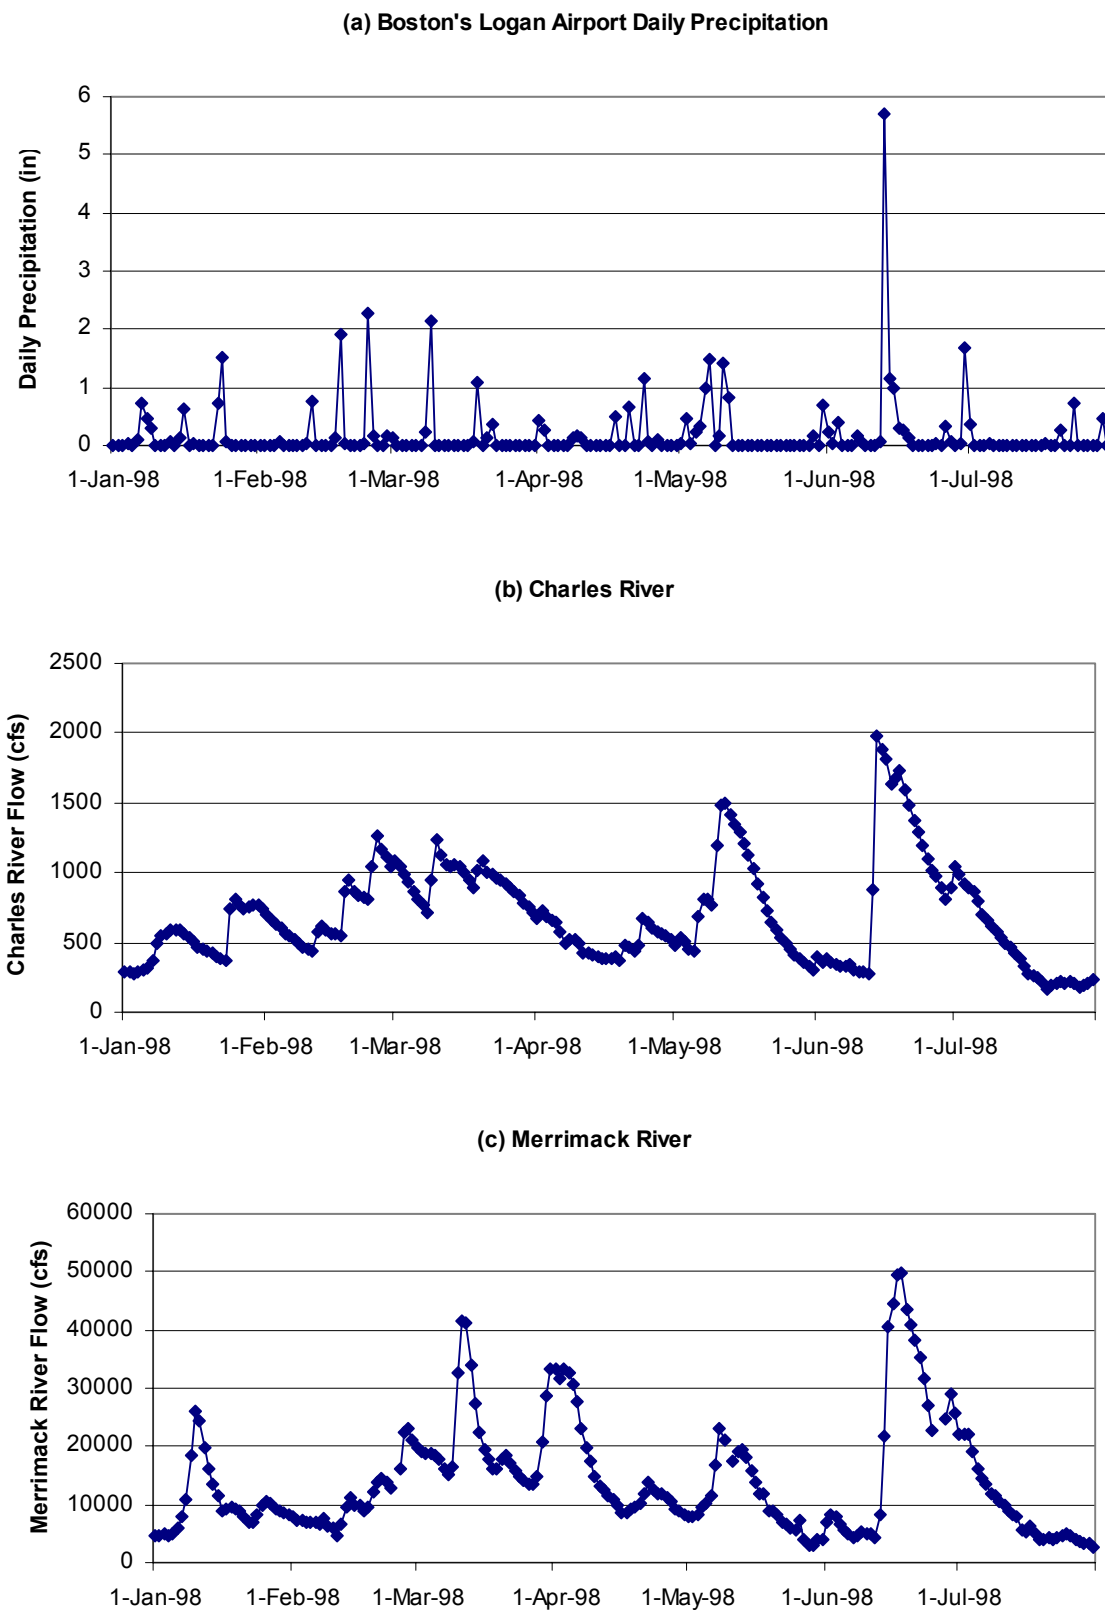 (a) Boston's Logan Airport Daily Precipitation
Daily Precipitation (in)
6
5
4
3
2
1
0
1-Jan-98 1-Feb-98 1-Mar-98 1-Apr-98 1-May-98 1-Jun-98 1-Jul-98
(b) Charles River
Charles River Flow (cfs)
2500
2000
1500
1000
500
0
1-Jan-98 1-Feb-98 1-Mar-98 1-Apr-98 1-May-98 1-Jun-98 1-Jul-98
(c) Merrimack River
Merrimack River Flow (cfs)
60000
50000
40000
30000
20000
10000
0
1-Jan-98 1-Feb-98 1-Mar-98 1-Apr-98 1-May-98 1-Jun-98 1-Jul-98